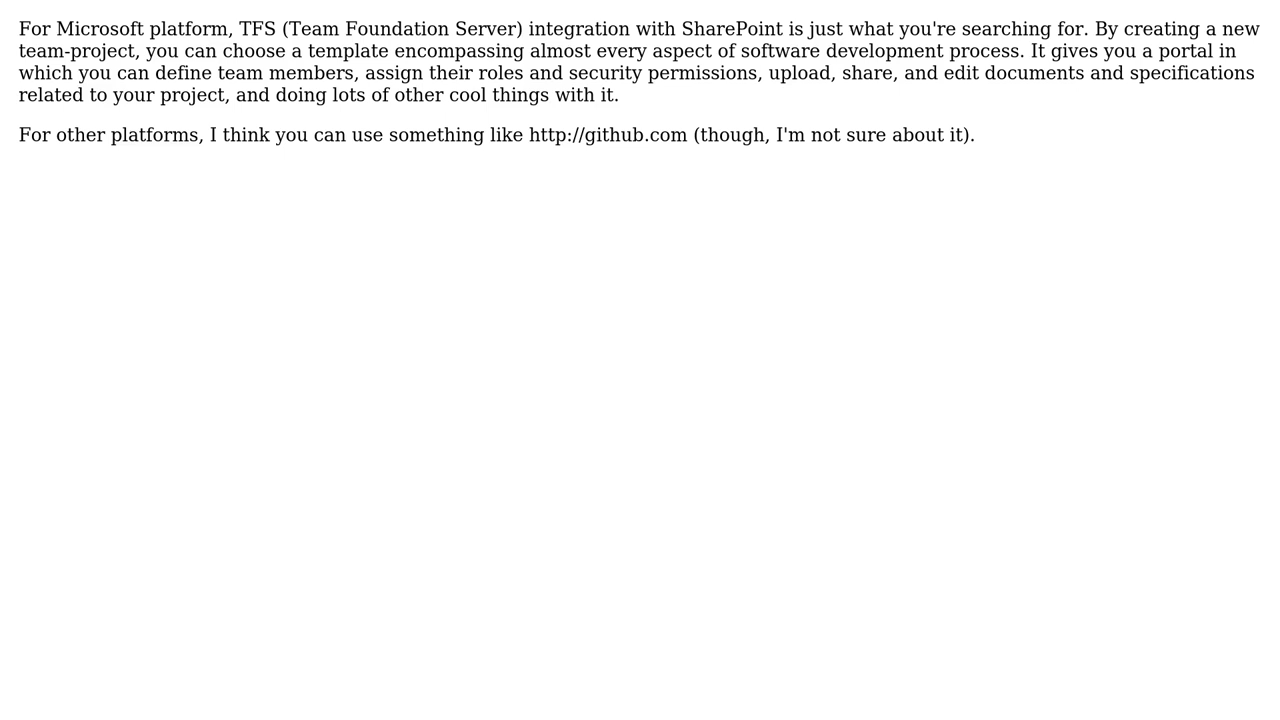 For Microsoft platform, TFS (Team Foundation Server) integration with SharePoint is just what you're searching for. By creating a new
team-project, you can choose a template encompassing almost every aspect of software development process. It gives you a portal in
which you can define team members, assign their roles and security permissions, upload, share, and edit documents and specifications
related to your project, and doing lots of other cool things with it.
For other platforms, I think you can use something like http://github.com (though, I'm not sure about it).